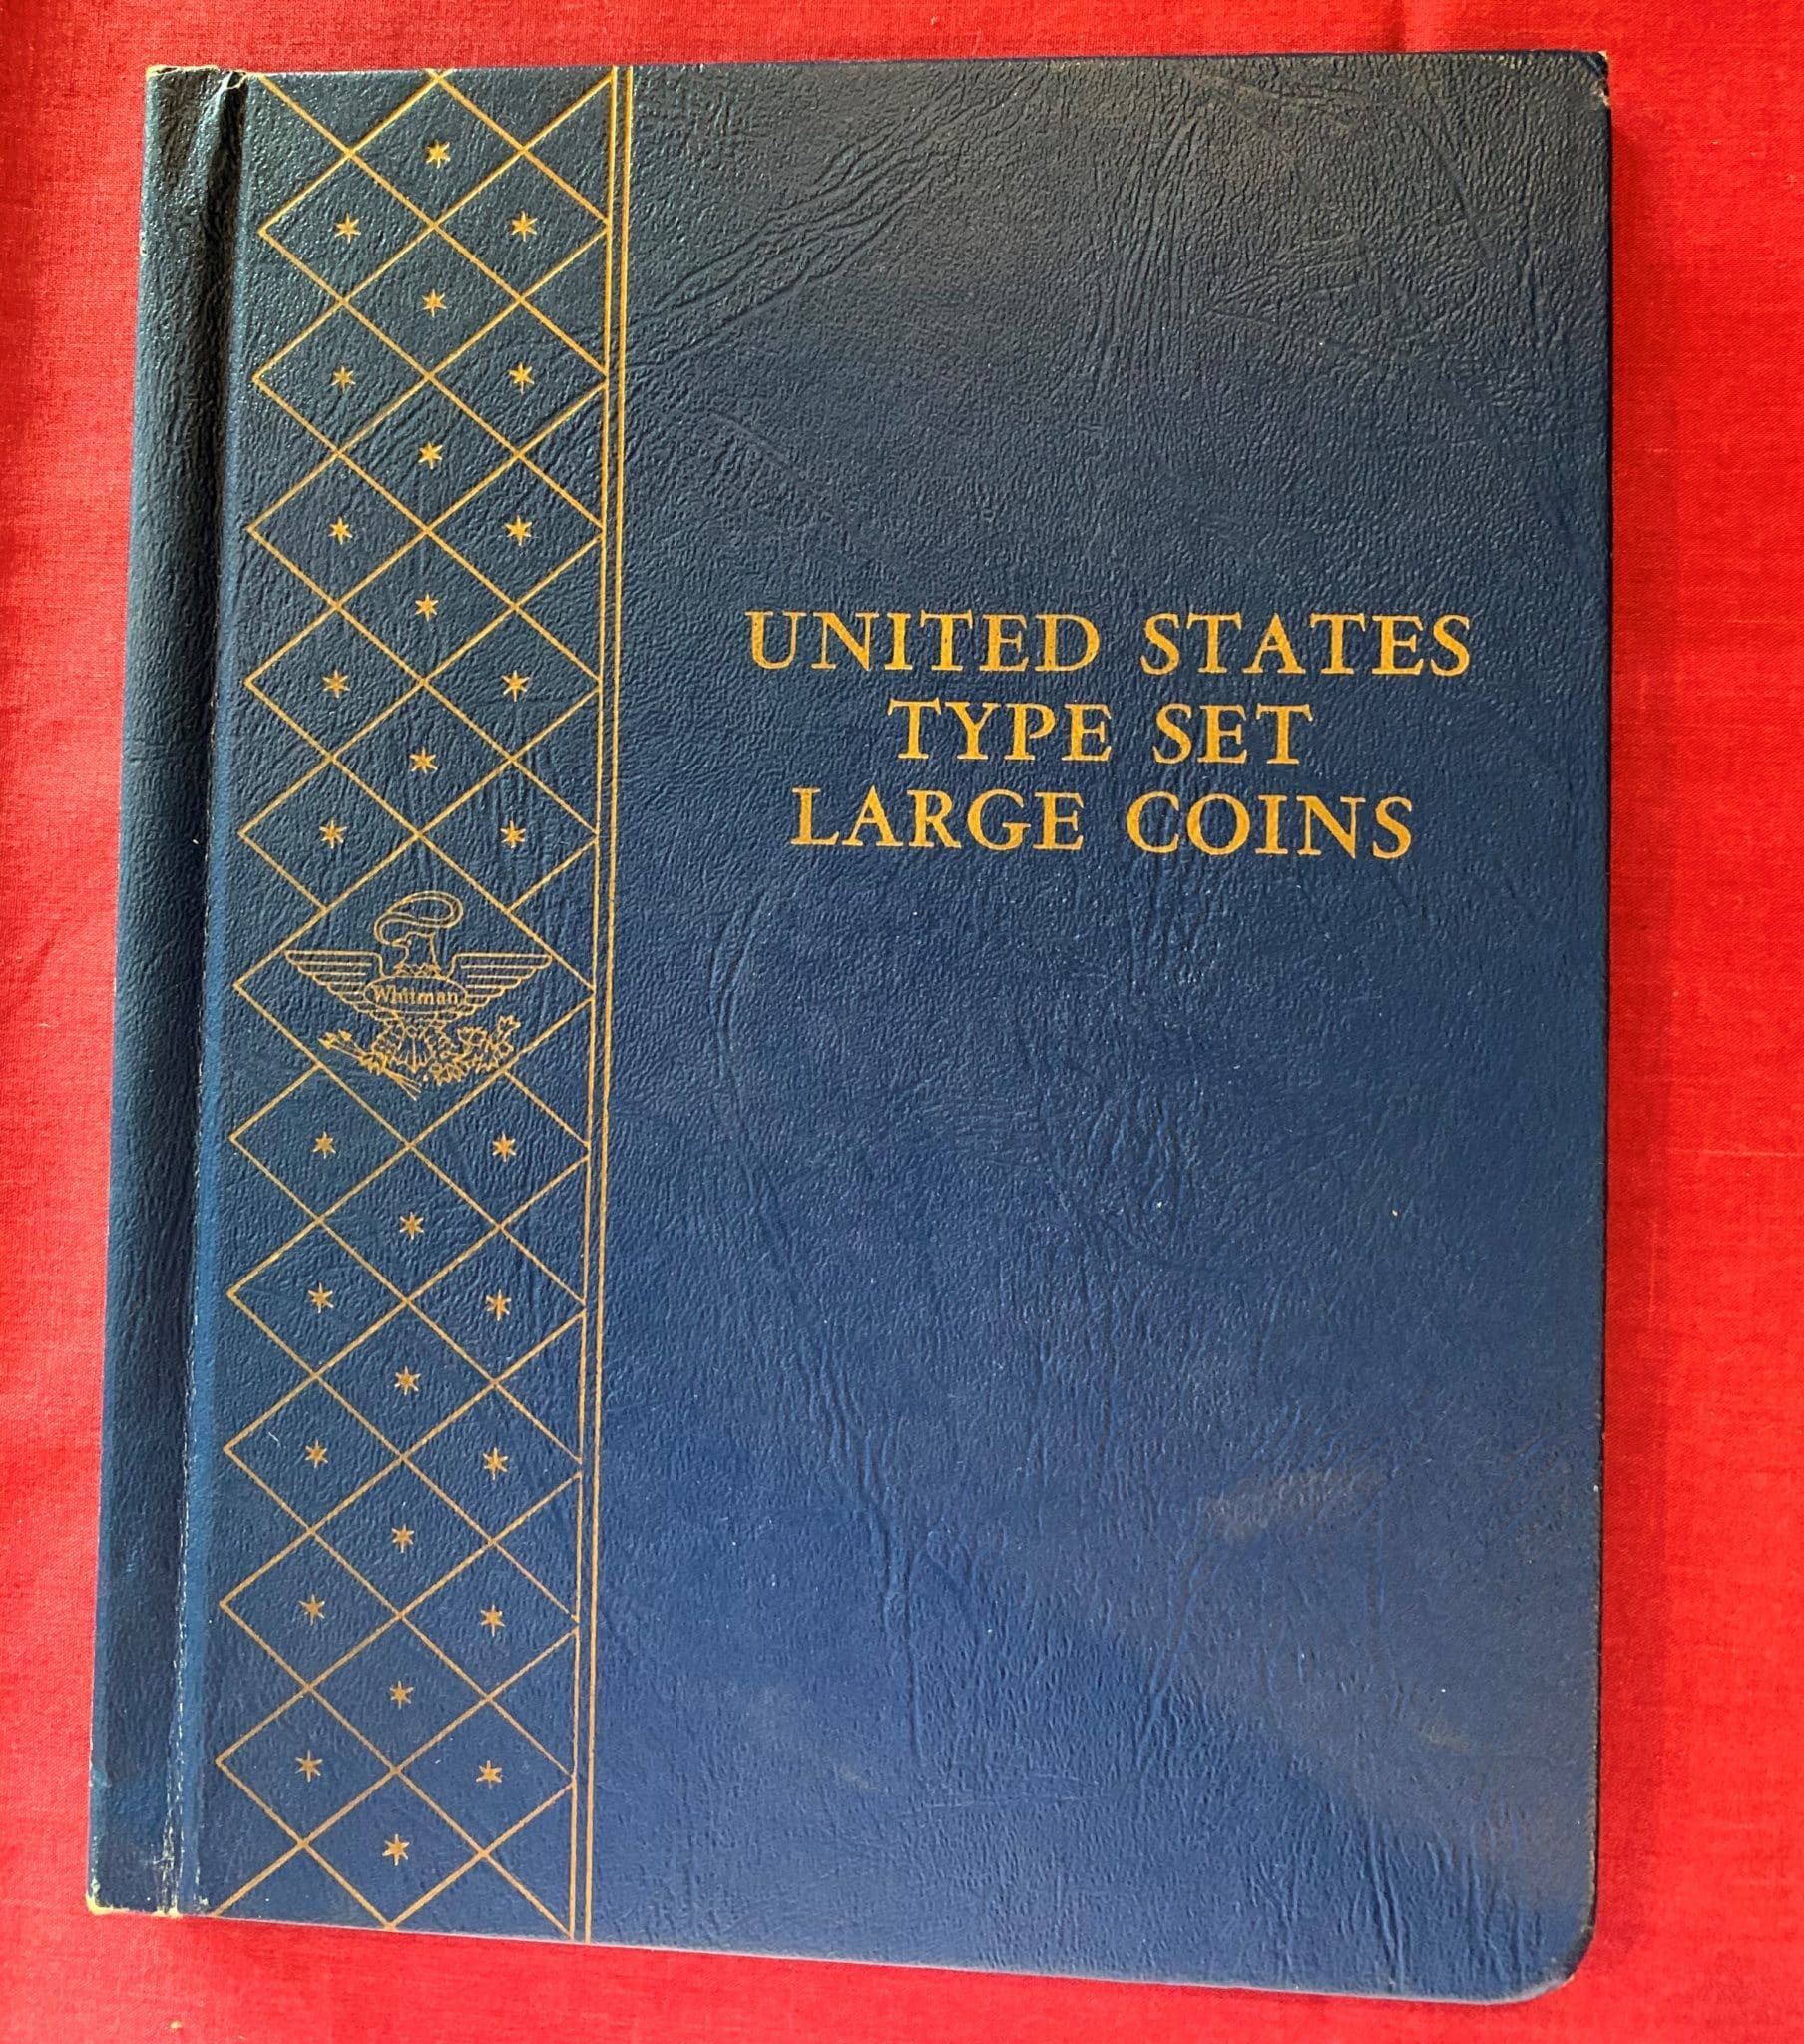 UNITED STATES
TYPE SET
LARGE COINS
Whitman